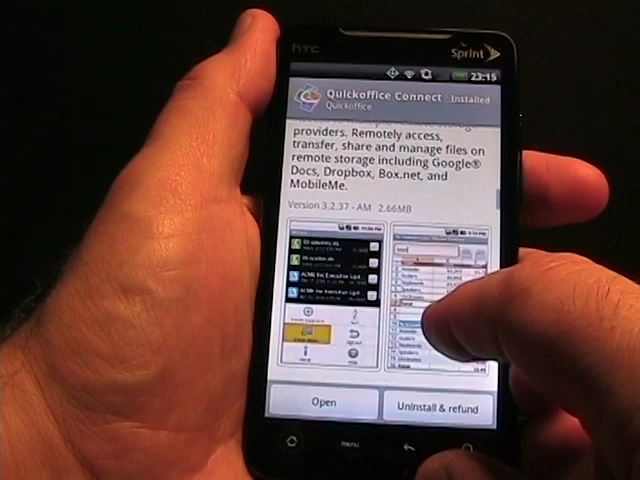 hTC
Sprint
23:15
Quickoffice Connect
Installed
Quickoffice
providers. Remotely access,
transfer, share and manage files on
remote storage including Google®
Docs, Dropbox, Box.net, and
MobileMe.
Version 3.2.37 - AM 2.66MB
Open
Uninstall & refund
menu